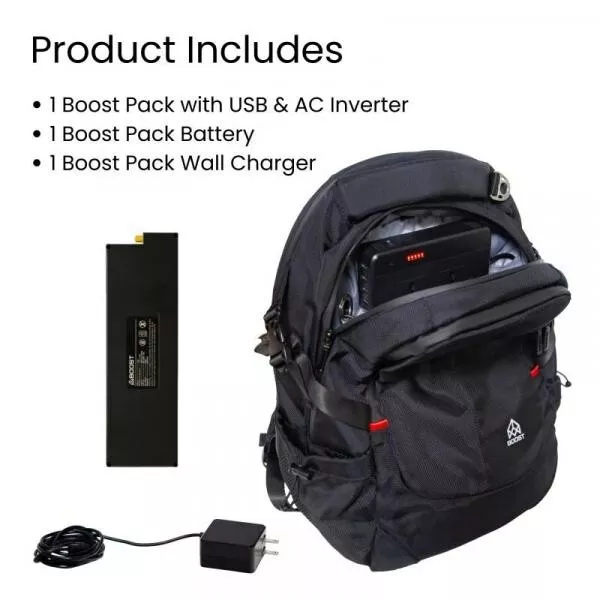 Product Includes
• 1 Boost Pack with USB & AC Inverter
• 1 Boost Pack Battery
• 1 Boost Pack Wall Charger
BOOST
BOOST